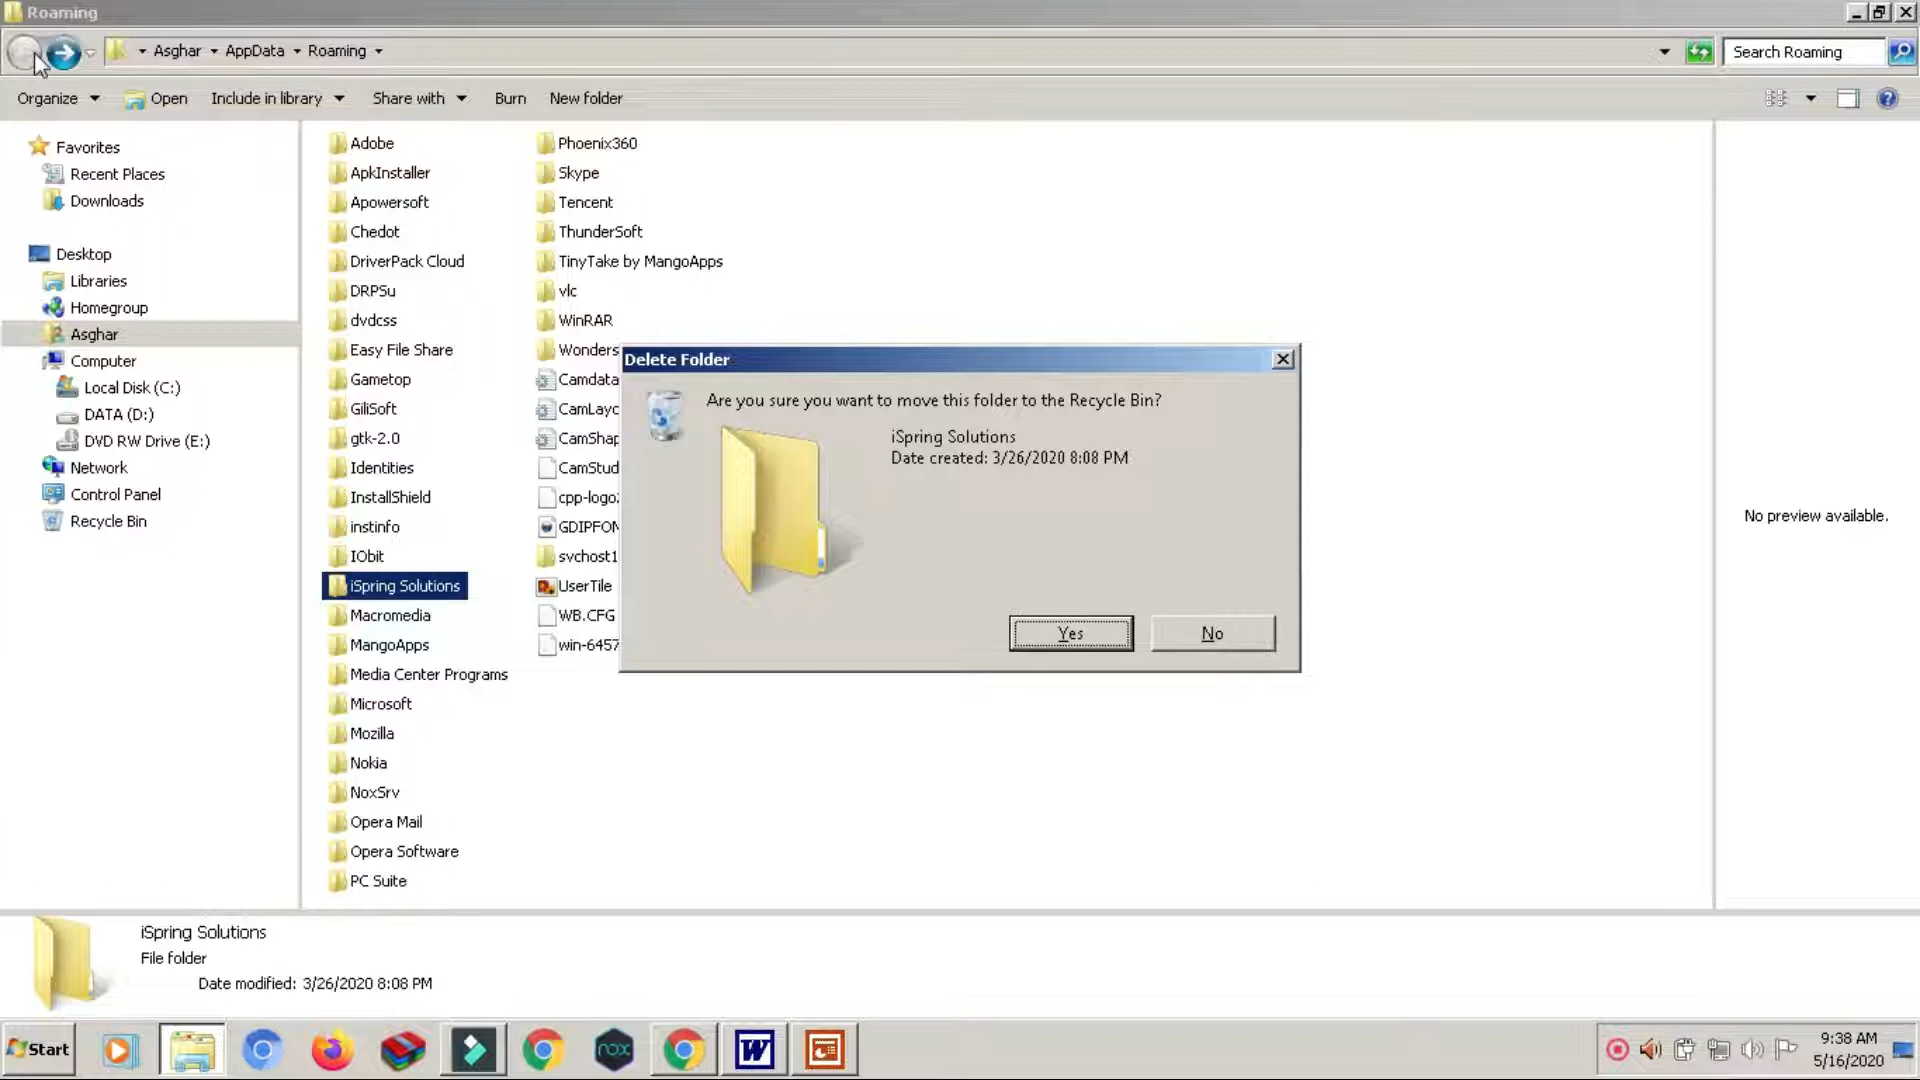 Roaming
Asghar AppData Roaming
Search Roaming
Organize Open Include in library Share with Burn New folder
Favorites
Recent Places
Downloads
Desktop
Libraries
Homegroup
Asghar
Computer
Local Disk (C:)
DATA (D:)
DVD RW Drive (E:)
Network
Control Panel
Recycle Bin
Adobe
ApkInstaller
Apowersoft
Chedot
DriverPack Cloud
DRPSu
dvdcss
Easy File Share
Gametop
GiliSoft
gtk-2.0
Identities
InstallShield
instinfo
IObit
iSpring Solutions
Macromedia
MangoApps
Media Center Programs
Microsoft
Mozilla
Nokia
NoxSrv
Opera Mail
Opera Software
PC Suite
Phoenix360
Skype
Tencent
ThunderSoft
TinyTake by MangoApps
vlc
WinRAR
Wonders
Camdata
CamLayo
CamShap
CamStud
cpp-logo
GDIPFON
svchost1
UserTile
WB.CFG
win-6457
Delete Folder
Are you sure you want to move this folder to the Recycle Bin?
iSpring Solutions
Date created: 3/26/2020 8:08 PM
Yes No
No preview available.
iSpring Solutions
File folder
Date modified: 3/26/2020 8:08 PM
Start
nox
W
9:38 AM
5/16/2020